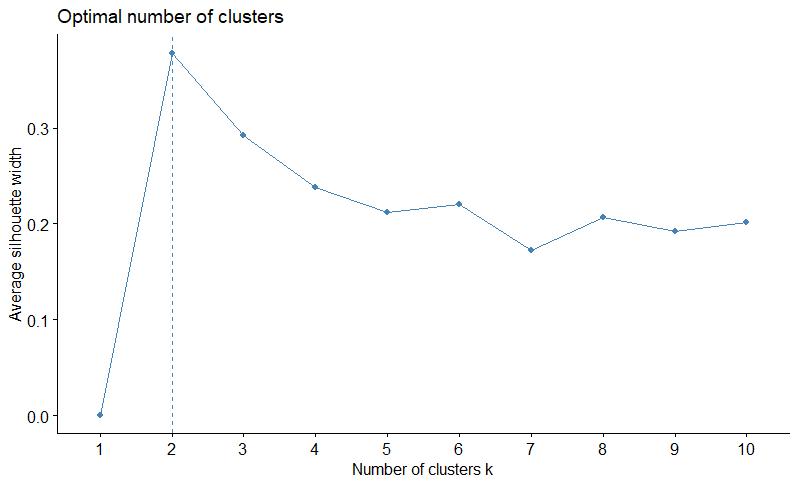 Optimal number of clusters
Average silhouette width
0.3
0.2
0.1
0.0
1 2 3 4 5 6 7 8 9 10
Number of clusters k